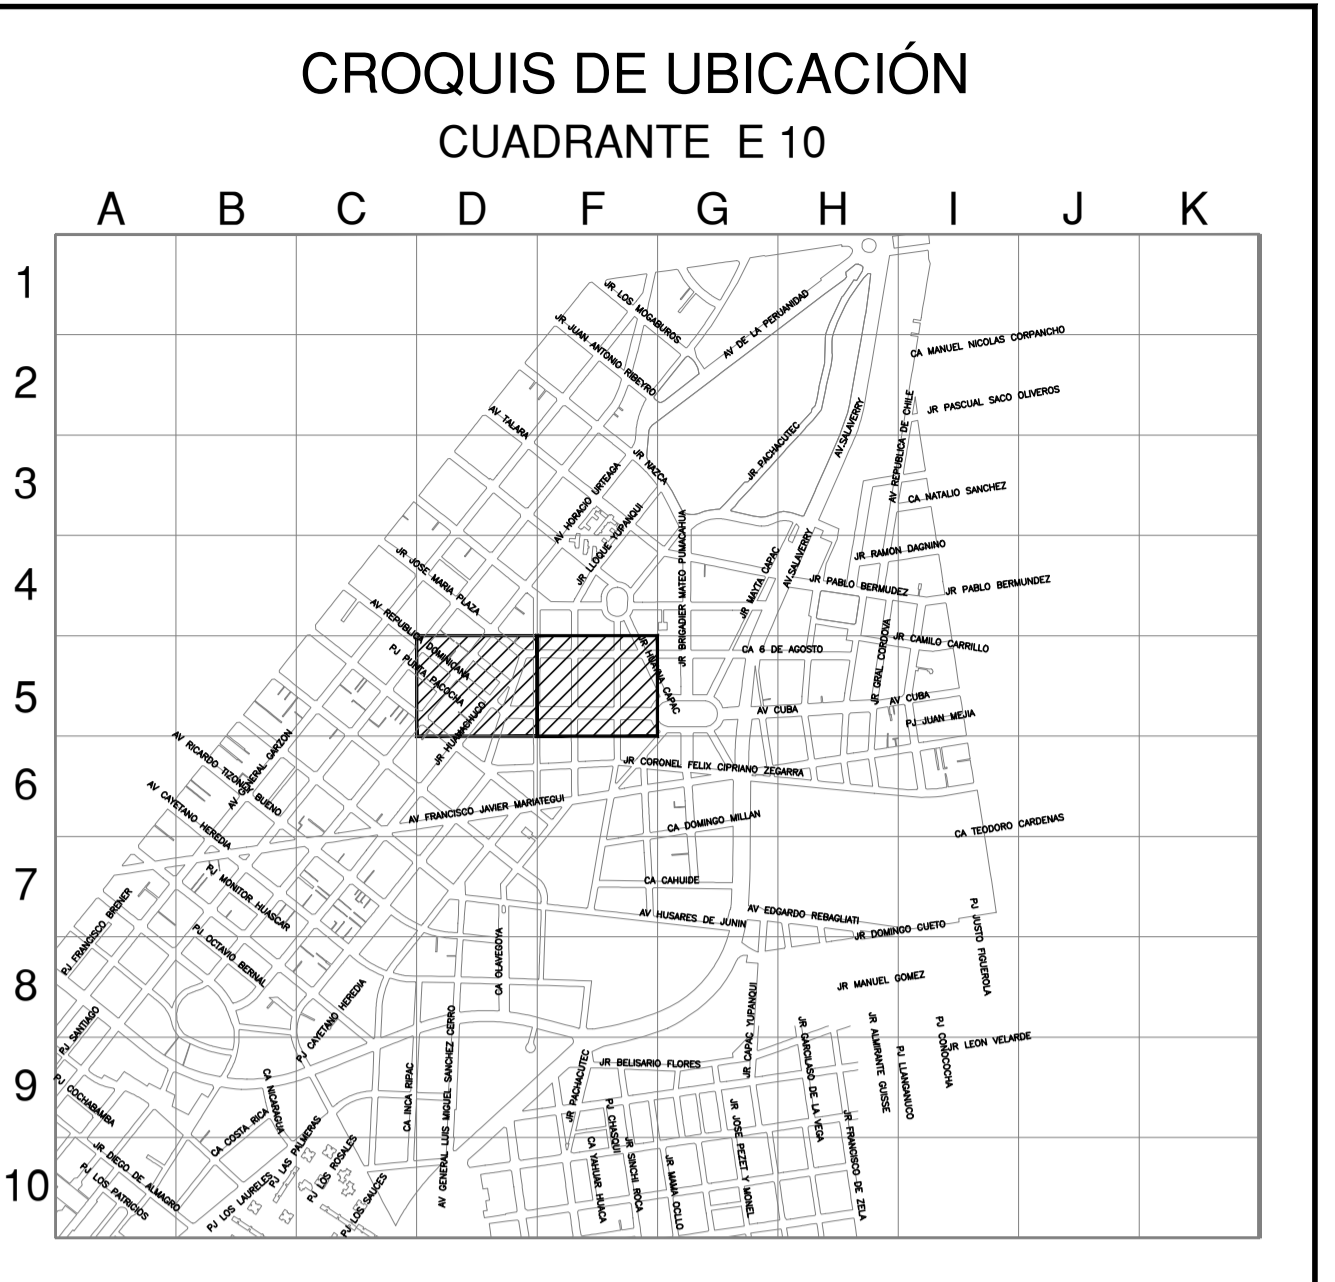 CROQUIS DE UBICACIÓN
CUADRANTE E 10
A B C D F G H I J K
1
JR LOS MOGABUROS
AV DE LA PERUANIDAD
JR JUAN ANTONIO RIBEYRO
CA MANUEL NICOLAS CORPANCHO
2
JR PASCUAL SACO OLIVEROS
AV TALARA
AV.SALAVERRY
AV REPUBLICA DE CHILE
JR PACHACUTEC
JR NAZCA
3
AV HORACIO URTEAGA
CA NATALIO SANCHEZ
JR LLOQUE YUPANQUI
JR BRIGADIER MATEO PUMACAHUA
JR RAMON DAGNINO
JR JOSE MARIA PLAZA
JR MAYTA CAPAC
AV.SALAVERRY
4
JR PABLO BERMUDEZ
JR PABLO BERMUNDEZ
AV REPUBLICA DOMINICANA
JR GRAL CORDOVA
JR CAMILO CARRILLO
PJ PUNTA PACOCHA
JR HUAYNA CAPAC
CA 6 DE AGOSTO
5
AV CUBA
AV CUBA
PJ JUAN MEJIA
JR HUAMACHUCO
AV RICARDO TIZON Y BUENO
AV GENERAL GARZON
JR CORONEL FELIX CIPRIANO ZEGARRA
6
AV CAYETANO HEREDIA
AV FRANCISCO JAVIER MARIATEGUI
CA DOMINGO MILLAN
CA TEODORO CARDENAS
7
PJ MONITOR HUASCAR
CA CAHUIDE
PJ FRANCISCO BRENER
AV HUSARES DE JUNIN
AV EDGARDO REBAGLIATI
JR DOMINGO CUETO
PJ JUSTO FIGUEROLA
PJ OCTAVIO BERNAL
CA OLAVEGOYA
8
JR MANUEL GOMEZ
PJ SANTIAGO
PJ CAYETANO HEREDIA
AV GENERAL LUIS MIGUEL SANCHEZ CERRO
JR CAPAC YUPANQUI
JR GARCILASO DE LA VEGA
JR ALMIRANTE GUISSE
PJ CONOCOCHA
JR LEON VELARDE
PJ LLANGANUCO
9
PJ COCHABAMBA
CA NICARAGUA
CA INCA RIPAC
JR PACHACUTEC
JR BELISARIO FLORES
CA COSTA RICA
PJ LAS PALMERAS
PJ CHASQUI
JR JOSE PEZET Y MONEL
JR FRANCISCO DE ZELA
10
JR DIEGO DE ALMAGRO
PJ LOS PATRICIOS
PJ LOS LAURELES
PJ LOS ROSALES
PJ LOS SAUCES
CA YAHUAR HUACA
JR SINCHI ROCA
JR MAMA OCLLO